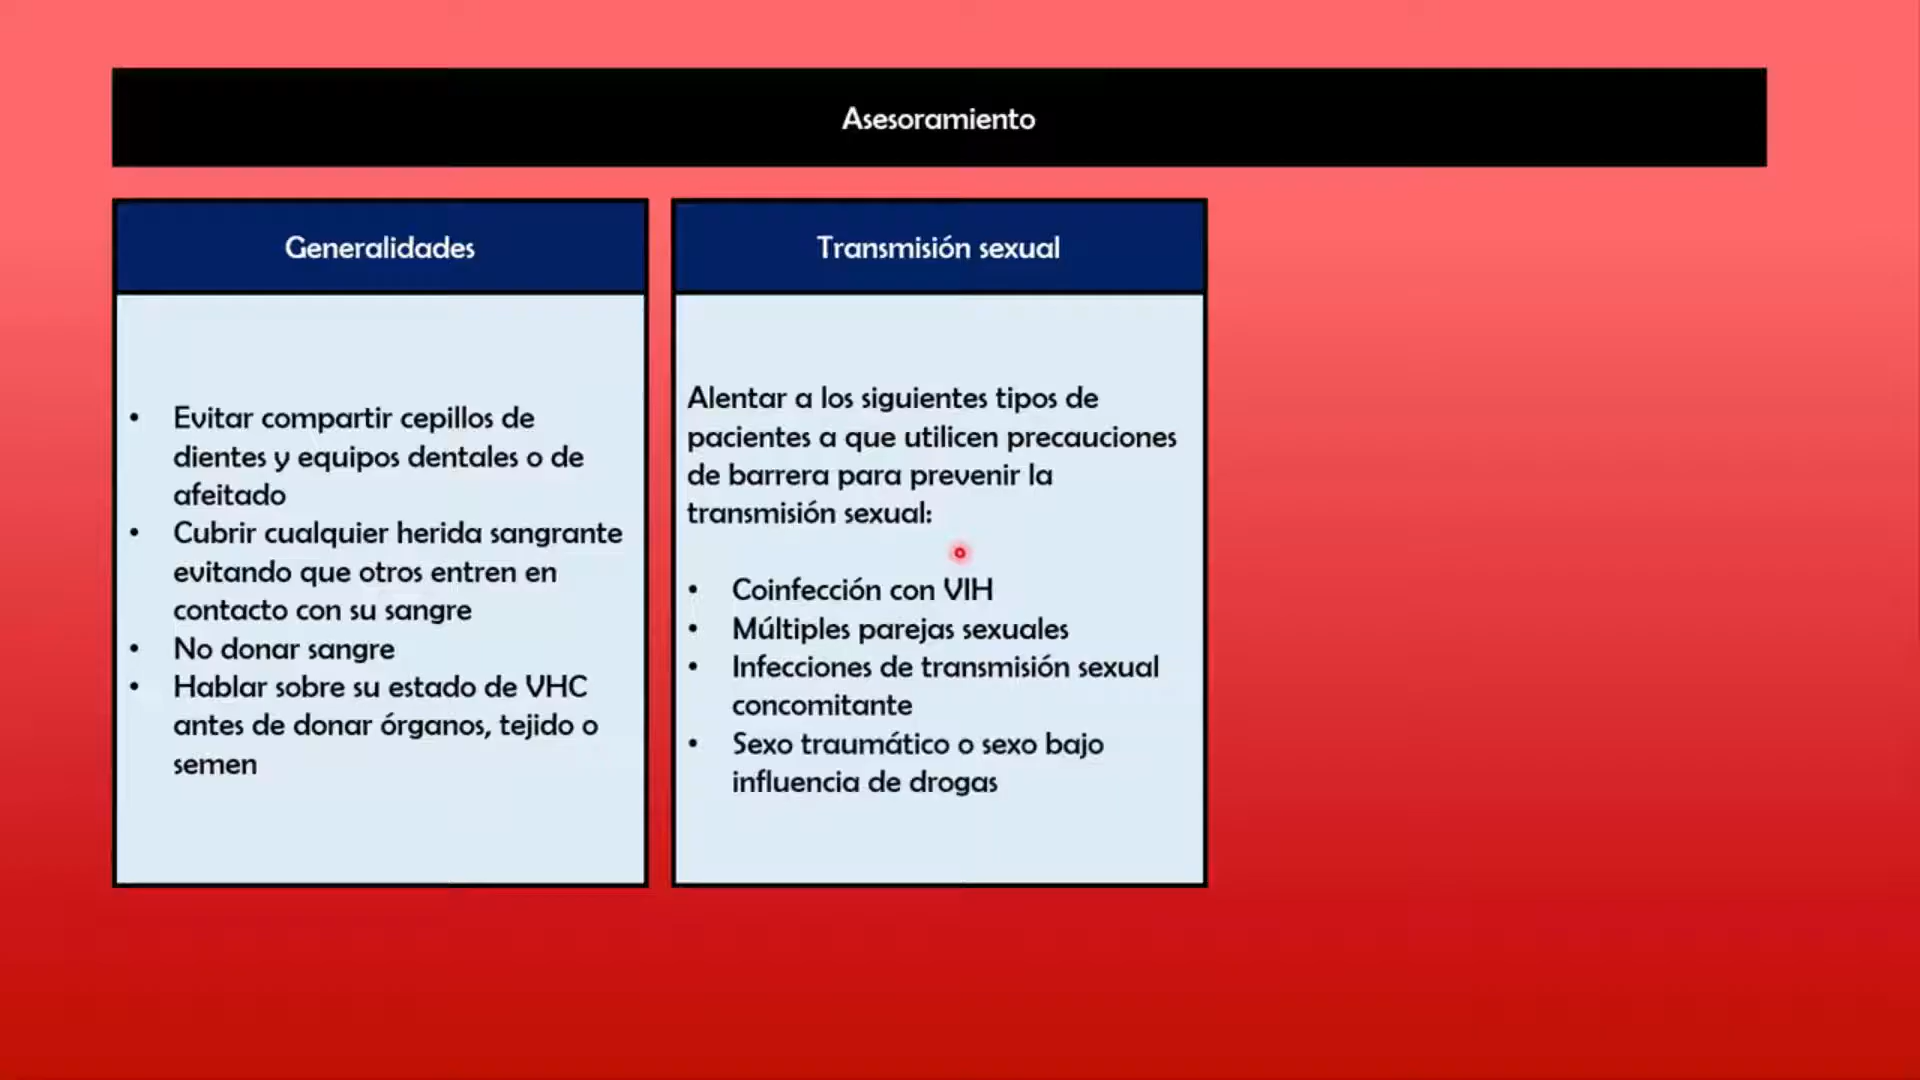 Asesoramiento
Generalidades
• Evitar compartir cepillos de
dientes y equipos dentales o de
afeitado
• Cubrir cualquier herida sangrante
evitando que otros entren en
contacto con su sangre
• No donar sangre
• Hablar sobre su estado de VHC
antes de donar órganos, tejido o
semen
Transmisión sexual
Alentar a los siguientes tipos de
pacientes a que utilicen precauciones
de barrera para prevenir la
transmisión sexual:
• Coinfección con VIH
• Múltiples parejas sexuales
• Infecciones de transmisión sexual
concomitante
• Sexo traumático o sexo bajo
influencia de drogas